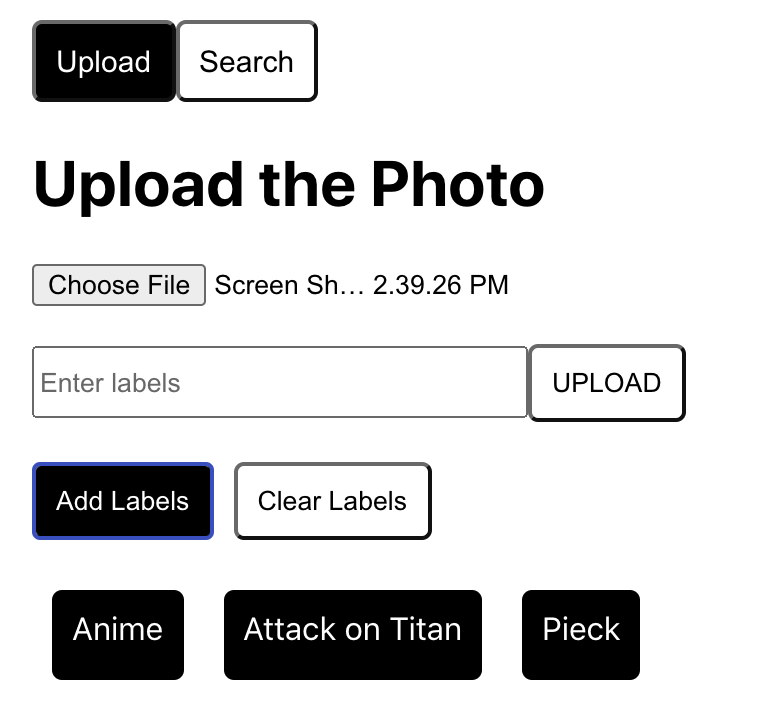 Upload Search
Upload the Photo
Choose File Screen Sh… 2.39.26 PM
Enter labels UPLOAD
Add Labels Clear Labels
Anime Attack on Titan Pieck